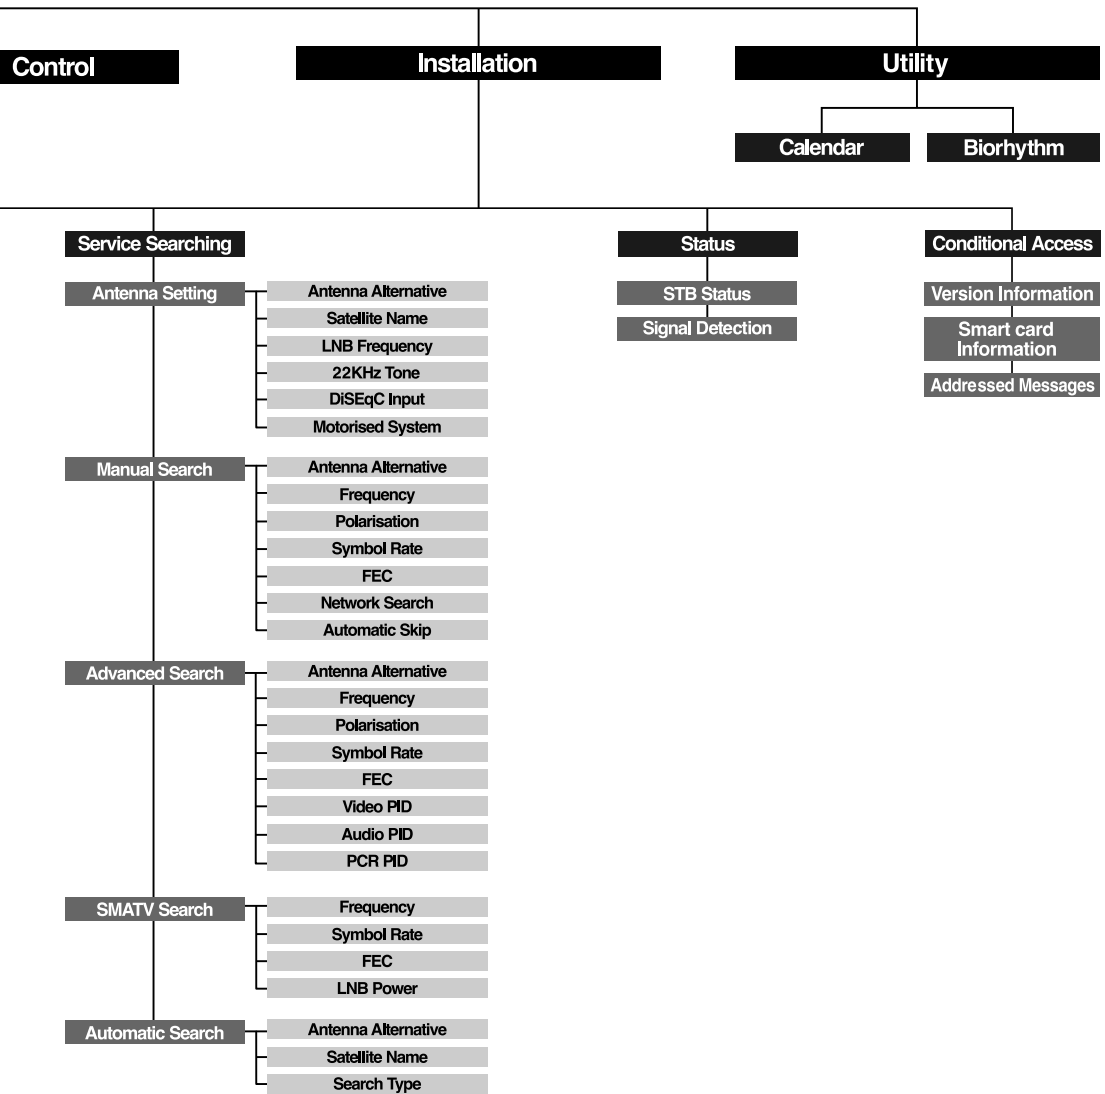 Control
Installation
Utility
Calendar
Biorhythm
Service Searching
Status
Conditional Access
Antenna Setting
Antenna Alternative
Satellite Name
LNB Frequency
22KHz Tone
DiSEqC Input
Motorised System
Manual Search
Antenna Alternative
Frequency
Polarisation
Symbol Rate
FEC
Network Search
Automatic Skip
Advanced Search
Antenna Alternative
Frequency
Polarisation
Symbol Rate
FEC
Video PID
Audio PID
PCR PID
SMATV Search
Frequency
Symbol Rate
FEC
LNB Power
Automatic Search
Antenna Alternative
Satellite Name
Search Type
STB Status
Signal Detection
Version Information
Smart card
Information
Addressed Messages